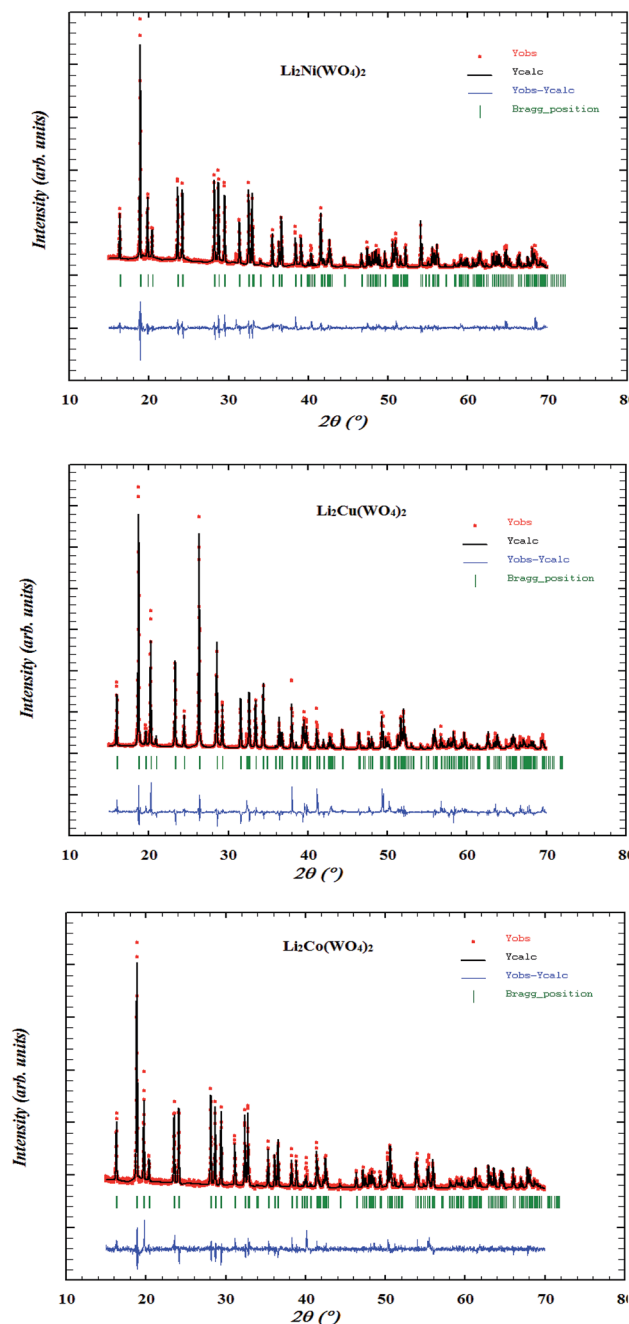 Li₂Ni(WO₄)₂
Yobs
Ycalc
Yobs-Ycalc
Bragg_position
Intensity (arb. units)
10 20 30 40 50 60 70 80
2θ (°)
Li₂Cu(WO₄)₂
Yobs
Ycalc
Yobs-Ycalc
Bragg_position
Intensity (arb. units)
10 20 30 40 50 60 70 80
2θ (°)
Li₂Co(WO₄)₂
Yobs
Ycalc
Yobs-Ycalc
Bragg_position
Intensity (arb. units)
10 20 30 40 50 60 70 80
2θ (°)